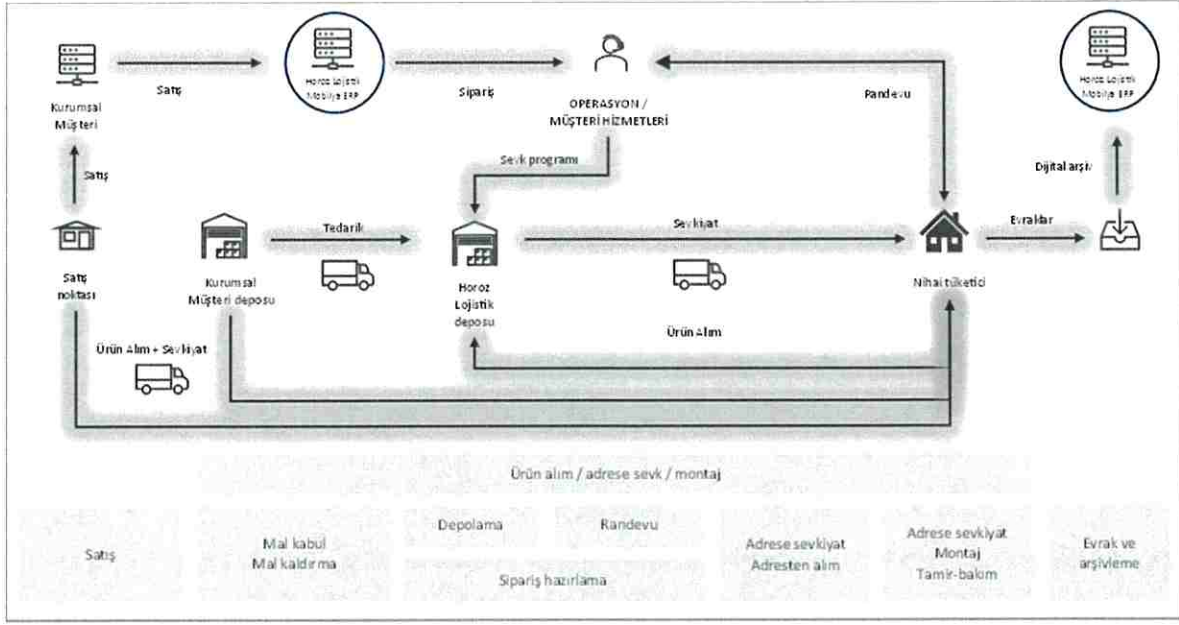 Horoz Lojistik
Mobilya ERP
Horoz Lojistik
Mobilya ERP
Satış
Sipariş
Randevu
Kurumsal
Müşteri
OPERASYON /
MÜŞTERİ HİZMETLERİ
Sevk programı
Dijital arşiv
Satış
Tedarik
Sevkiyat
Evraklar
Satış
noktası
Kurumsal
Müşteri deposu
Horoz
Lojistik
deposu
Nihai tüketici
Ürün Alım
Ürün Alım + Sevkiyat
Ürün alım / adrese sevk / montaj
Satış
Mal kabul
Mal kaldırma
Depolama
Randevu
Sipariş hazırlama
Adrese sevkiyat
Adresten alım
Adrese sevkiyat
Montaj
Tamir-bakım
Evrak ve
arşivleme